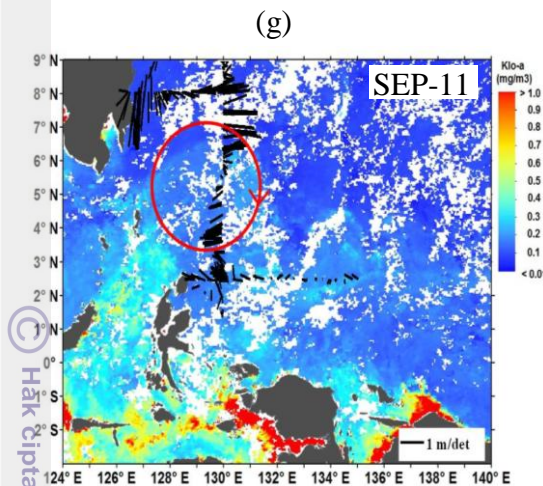 (g)
9° N
8° N
7° N
6° N
5° N
4° N
3° N
2° N
1° N
0°
1° S
2° S
3° S
SEP-11
Klo-a
(mg/m3)
> 1.0
0.9
0.8
0.7
0.6
0.5
0.4
0.3
0.2
0.1
< 0.01
1 m/det
124° E 126° E 128° E 130° E 132° E 134° E 136° E 138° E 140° E
© Hak cipta